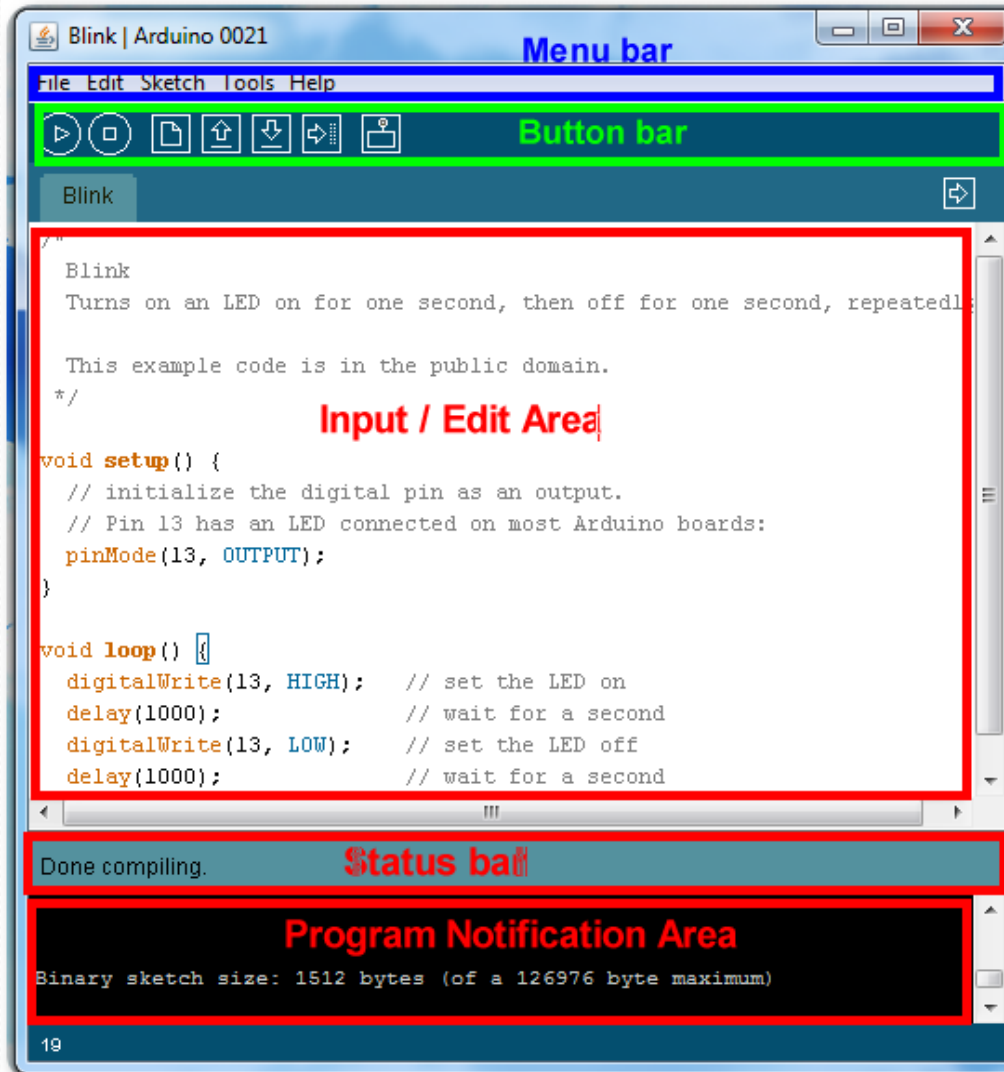 Blink | Arduino 0021
Menu bar
File Edit Sketch Tools Help
Button bar
Blink
/*
Blink
Turns on an LED on for one second, then off for one second, repeatedly
This example code is in the public domain.
*/
Input / Edit Area
void setup() {
// initialize the digital pin as an output.
// Pin 13 has an LED connected on most Arduino boards:
pinMode(13, OUTPUT);
}
void loop() {
digitalWrite(13, HIGH); // set the LED on
delay(1000); // wait for a second
digitalWrite(13, LOW); // set the LED off
delay(1000); // wait for a second
Done compiling. Status bar
Program Notification Area
Binary sketch size: 1512 bytes (of a 126976 byte maximum)
19